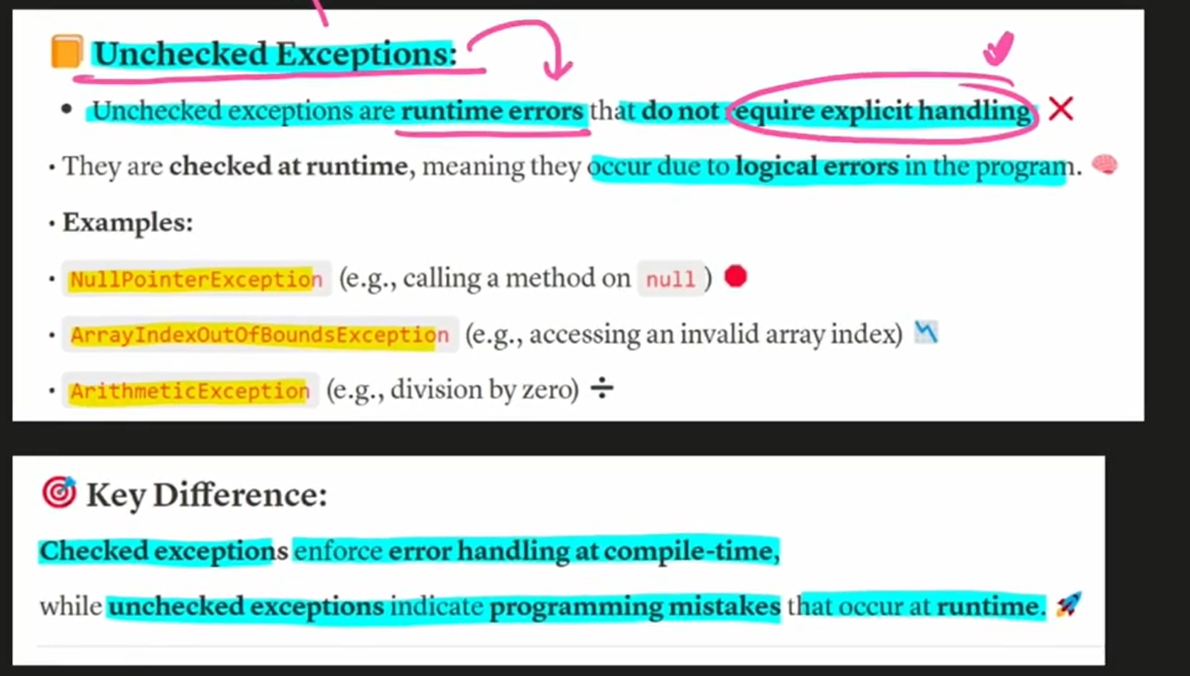 Unchecked Exceptions:
• Unchecked exceptions are runtime errors that do not require explicit handling
• They are checked at runtime, meaning they occur due to logical errors in the program.
• Examples:
• NullPointerException (e.g., calling a method on null)
• ArrayIndexOutOfBoundsException (e.g., accessing an invalid array index)
• ArithmeticException (e.g., division by zero) ÷
Key Difference:
Checked exceptions enforce error handling at compile-time,
while unchecked exceptions indicate programming mistakes that occur at runtime.